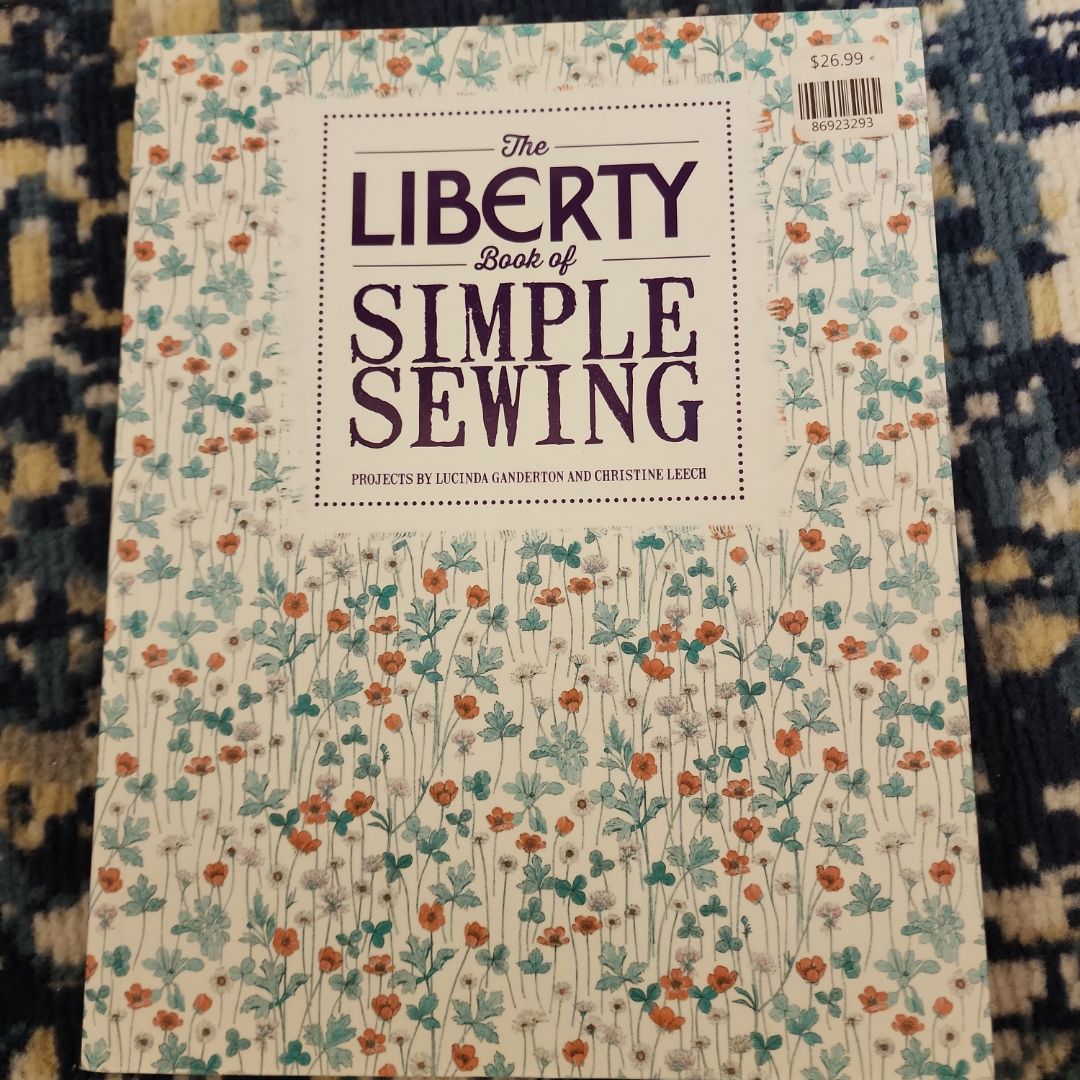 $26.99
86923293
The
LIBERTY
Book of
SIMPLE
SEWING
PROJECTS BY LUCINDA GANDERTON AND CHRISTINE LEECH